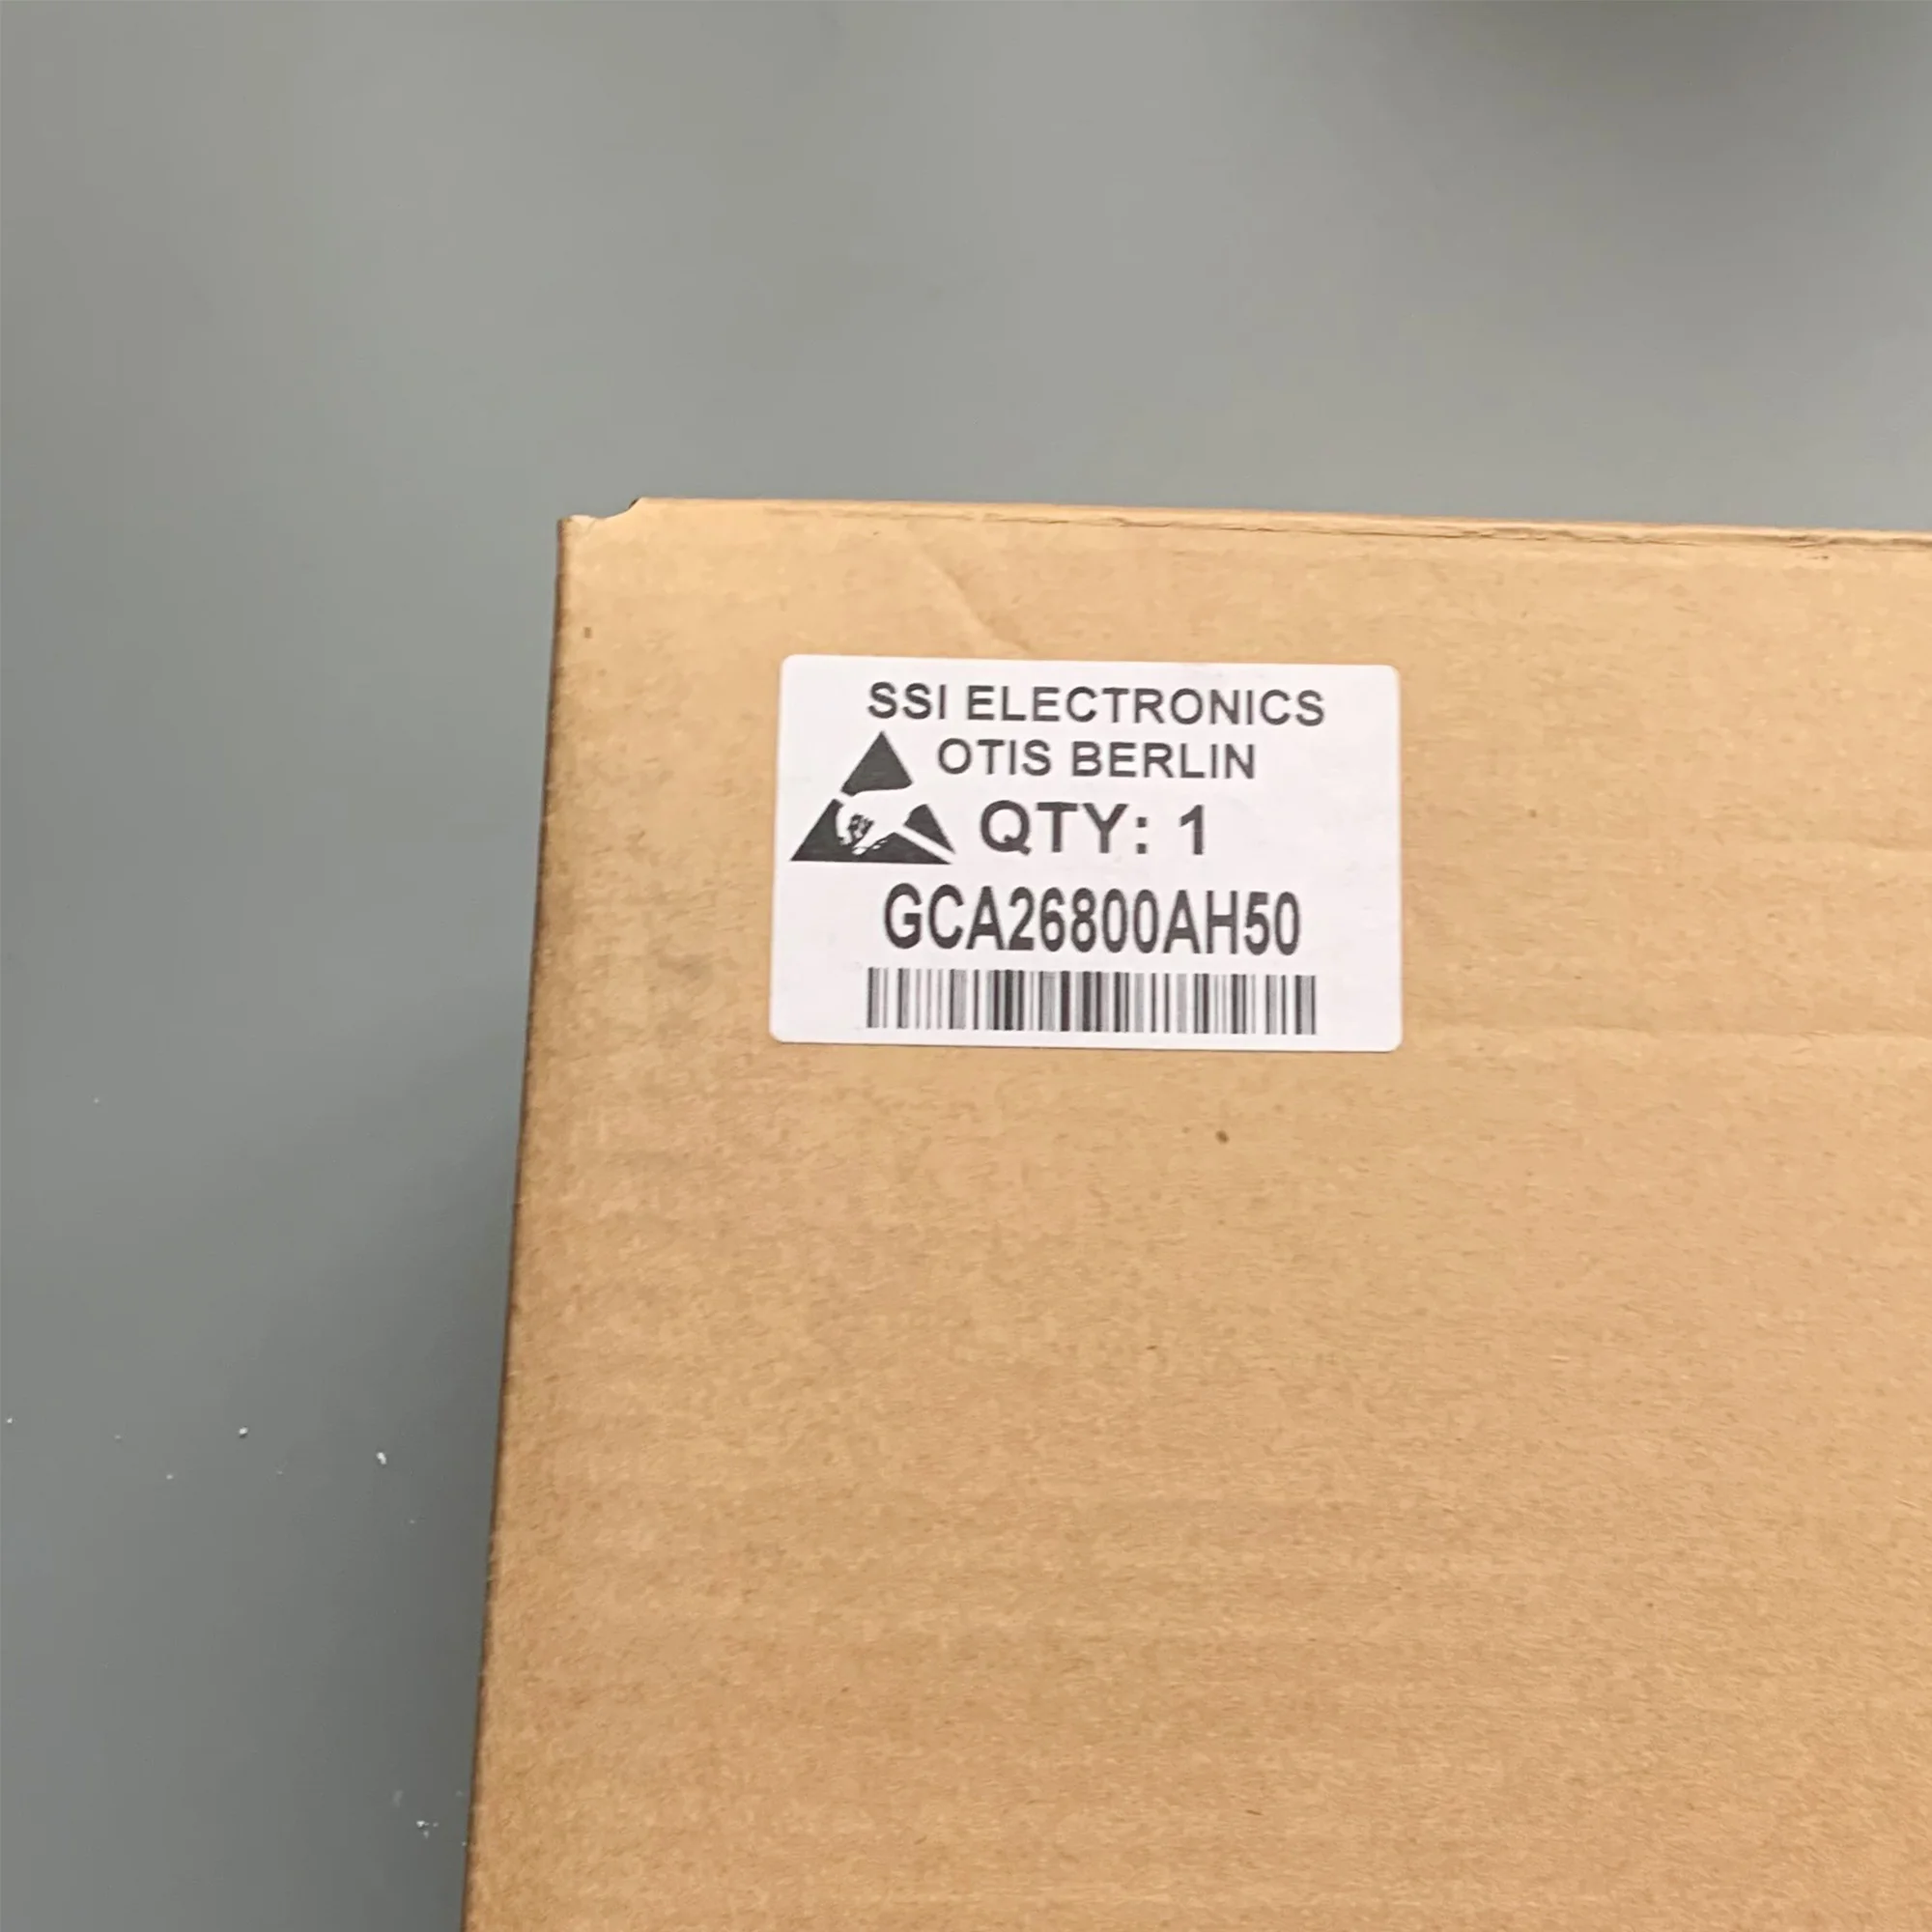 SSI ELECTRONICS
OTIS BERLIN
QTY: 1
GCA26800AH50